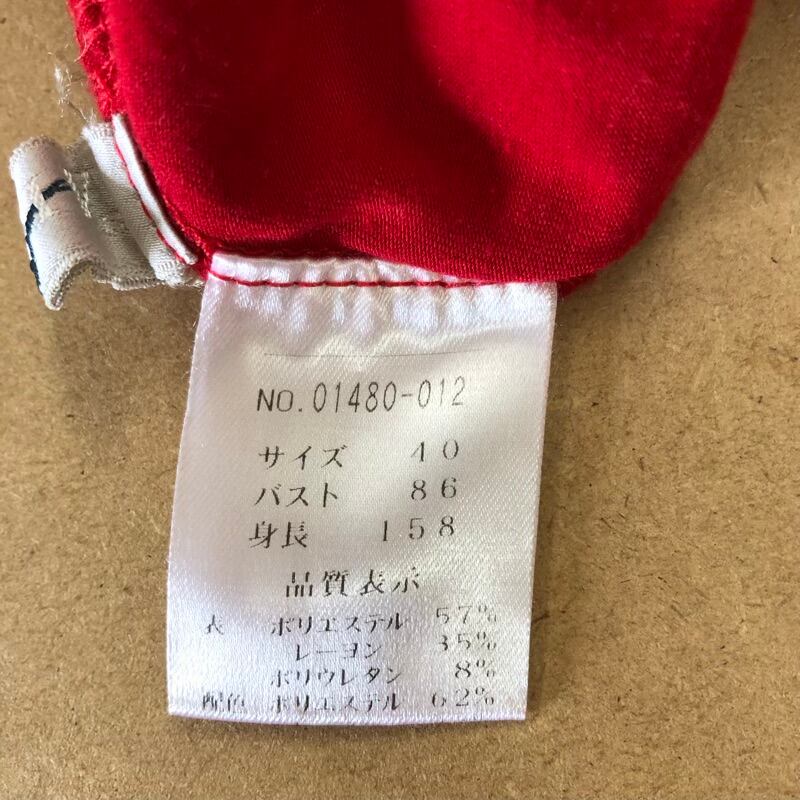 NO. 01480-012
サイズ 40
バスト 86
身長 158
品質表示
表 ポリエステル 57%
レーヨン 35%
ポリウレタン 8%
配色 ポリエステル 62%